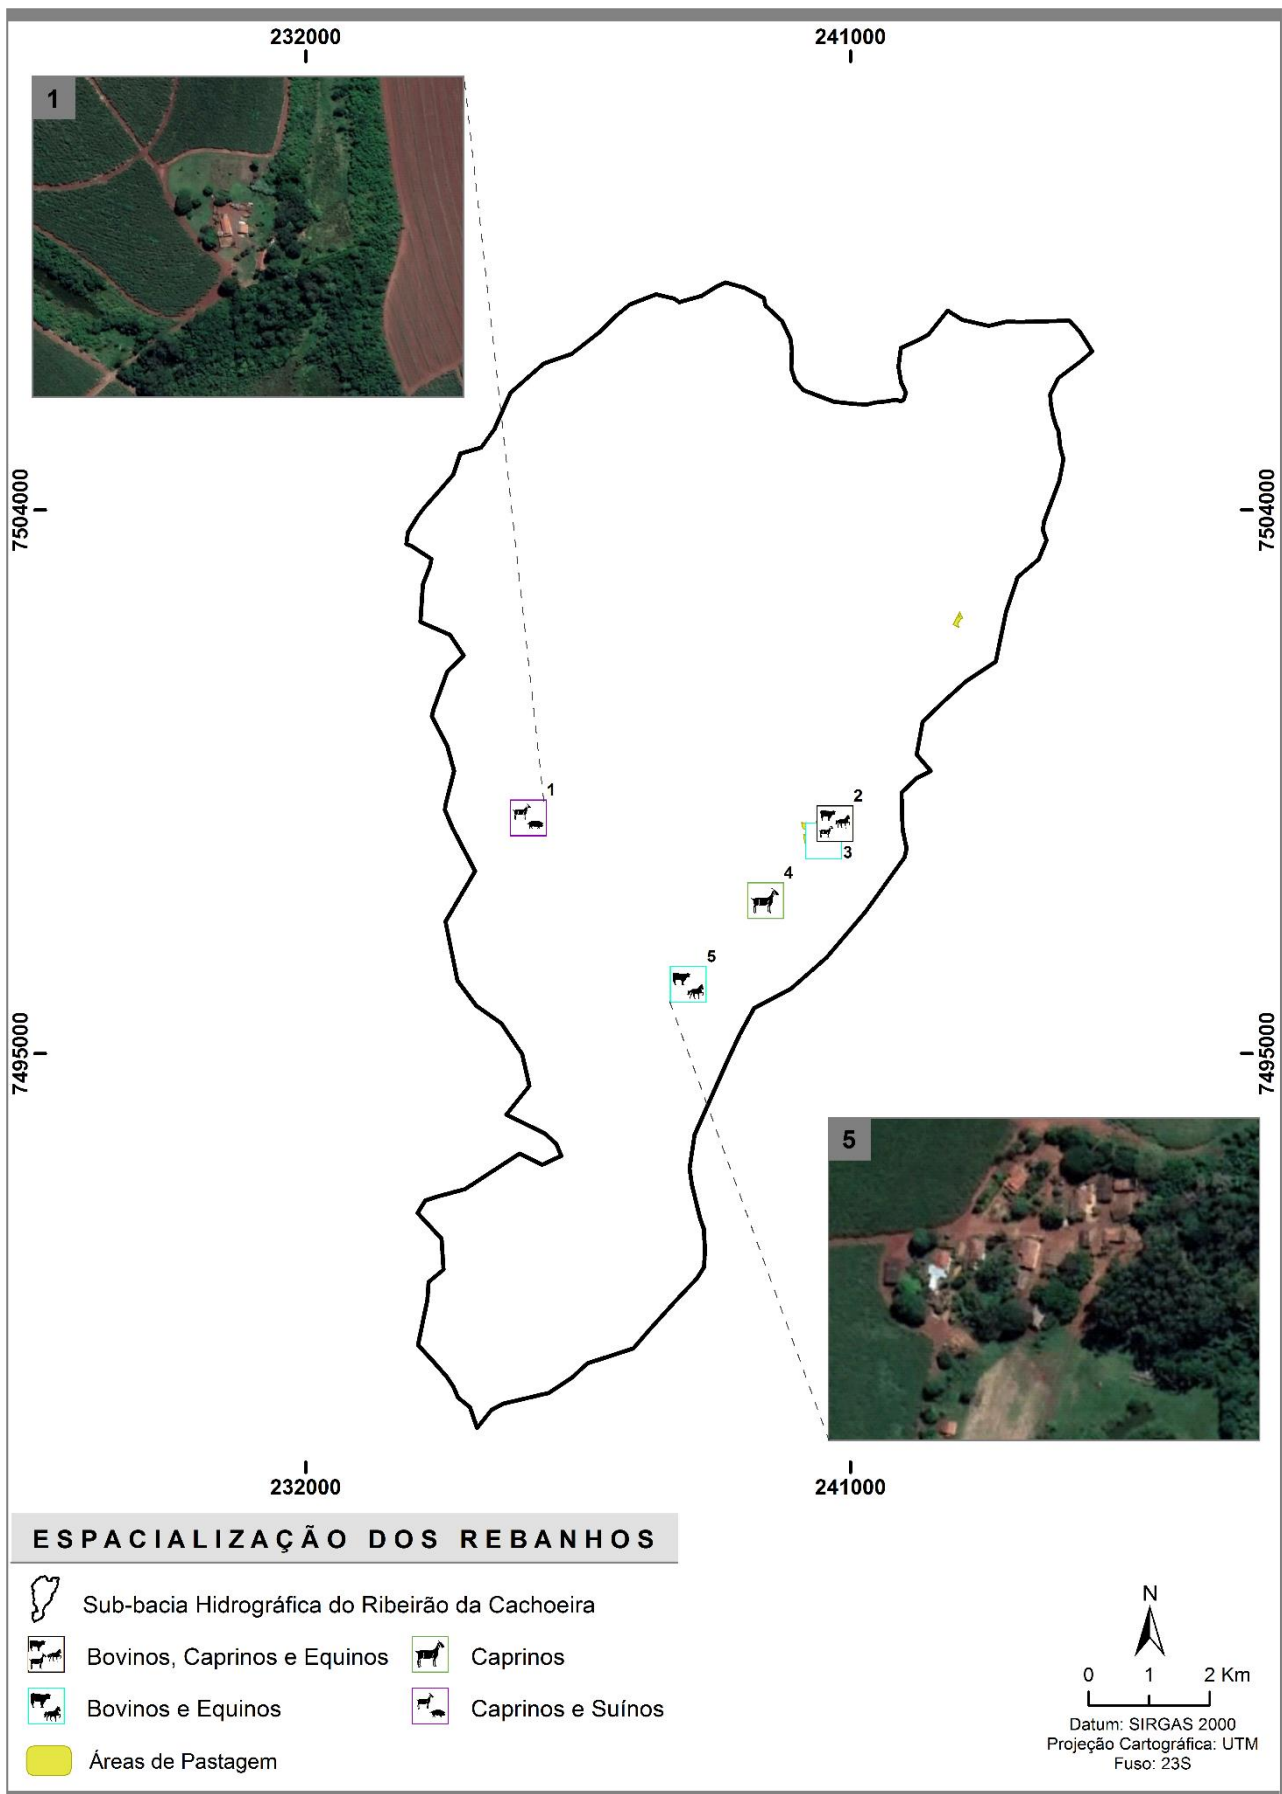 232000
241000
1
7504000
7504000
1
2
3
4
5
7495000
7495000
5
232000
241000
ESPACIALIZAÇÃO DOS REBANHOS
Sub-bacia Hidrográfica do Ribeirão da Cachoeira
Bovinos, Caprinos e Equinos
Caprinos
Bovinos e Equinos
Caprinos e Suínos
Áreas de Pastagem
N
0 1 2 Km
Datum: SIRGAS 2000
Projeção Cartográfica: UTM
Fuso: 23S